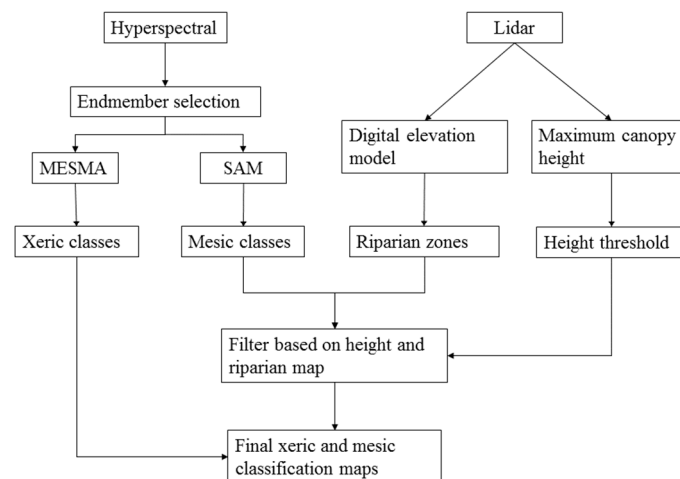 Hyperspectral
Lidar
Endmember selection
Digital elevation
model
Maximum canopy
height
MESMA
SAM
Xeric classes
Mesic classes
Riparian zones
Height threshold
Filter based on height and
riparian map
Final xeric and mesic
classification maps